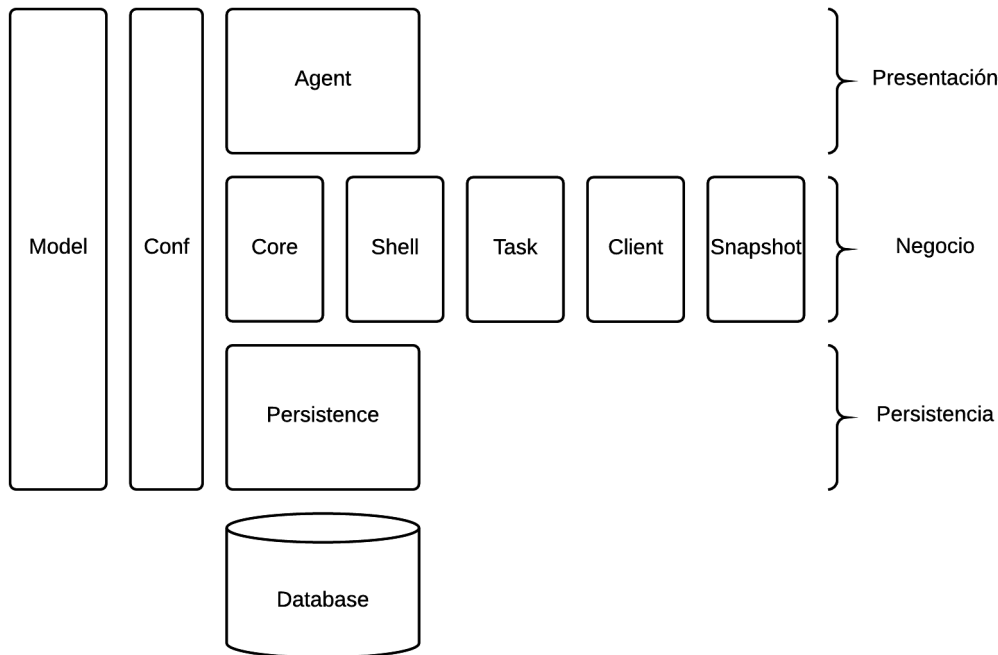 Agent
Presentación
Model
Conf
Core
Shell
Task
Client
Snapshot
Negocio
Persistence
Persistencia
Database